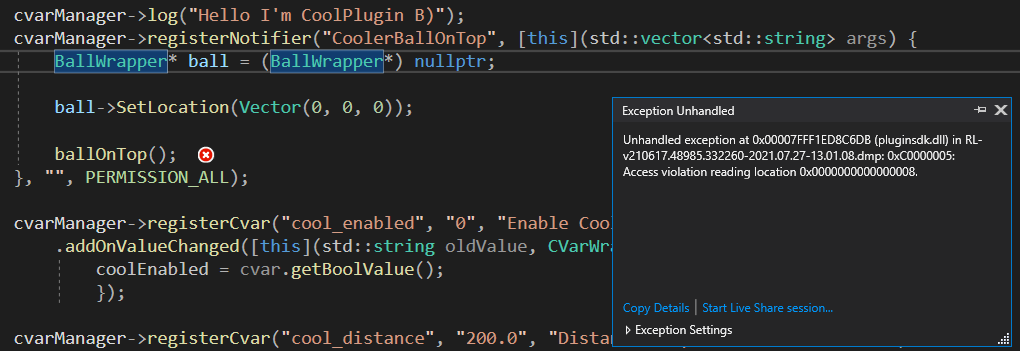 cvarManager->log("Hello I'm CoolPlugin B)");
cvarManager->registerNotifier("CoolerBallOnTop", [this](std::vector<std::string> args) {
BallWrapper* ball = (BallWrapper*) nullptr;
ball->SetLocation(Vector(0, 0, 0));
ballOnTop();
}, "", PERMISSION_ALL);
cvarManager->registerCvar("cool_enabled", "0", "Enable Coo
.addOnValueChanged([this](std::string oldValue, CVarWra
coolEnabled = cvar.getBoolValue();
});
cvarManager->registerCvar("cool_distance", "200.0", "Distan
Exception Unhandled
Unhandled exception at 0x00007FFF1ED8C6DB (pluginsdk.dll) in RL-
v210617.48985.332260-2021.07.27-13.01.08.dmp: 0xC0000005:
Access violation reading location 0x0000000000000008.
Copy Details | Start Live Share session...
Exception Settings